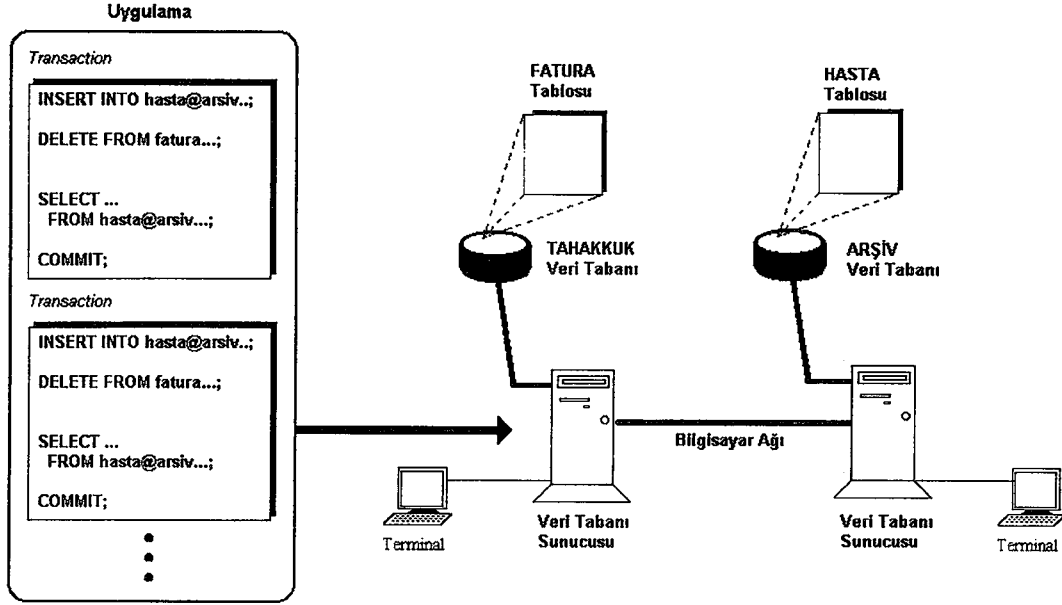 Uygulama
Transaction
INSERT INTO hasta@arsiv..;
DELETE FROM fatura...;
SELECT ...
FROM hasta@arsiv...;
COMMIT;
Transaction
INSERT INTO hasta@arsiv..;
DELETE FROM fatura...;
SELECT ...
FROM hasta@arsiv...;
COMMIT;
FATURA
Tablosu
TAHAKKUK
Veri Tabanı
HASTA
Tablosu
ARŞİV
Veri Tabanı
Bilgisayar Ağı
Terminal
Veri Tabanı
Sunucusu
Veri Tabanı
Sunucusu
Terminal